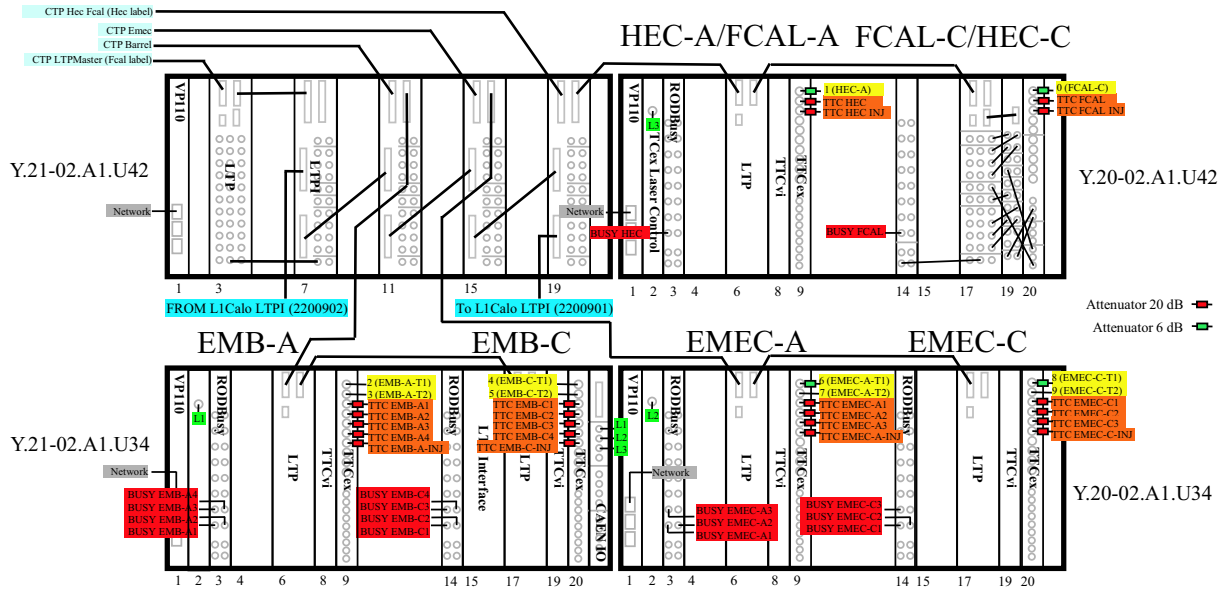 CTP Hec Fcal (Hec label)
CTP Emec
CTP Barrel
CTP LTPMaster (Fcal label)
HEC-A/FCAL-A
FCAL-C/HEC-C
Y.21-02.A1.U42
VP110
LTP
LTPI
Network
FROM L1Calo LTPI (2200902)
To L1Calo LTPI (2200901)
1 3 7 11 15 19
VP110
L3
TTCex Laser Control
RODBusy
LTP
TTCvi
TTCex
1 (HEC-A)
TTC HEC
TTC HEC INJ
Network
BUSY HEC
BUSY FCAL
0 (FCAL-C)
TTC FCAL
TTC FCAL INJ
Y.20-02.A1.U42
1 2 3 4 6 8 9 14 15 17 19 20
Attenuator 20 dB
Attenuator 6 dB
EMB-A
EMB-C
EMEC-A
EMEC-C
Y.21-02.A1.U34
VP110
L1
RODBusy
LTP
TTCvi
TTCex
2 (EMB-A-T1)
3 (EMB-A-T2)
TTC EMB-A1
TTC EMB-A2
TTC EMB-A3
TTC EMB-A4
TTC EMB-A-INJ
Network
BUSY EMB-A4
BUSY EMB-A3
BUSY EMB-A2
BUSY EMB-A1
RODBusy
Interface
LTP
TTCvi
TTCex
CAEN IO
4 (EMB-C-T1)
5 (EMB-C-T2)
TTC EMB-C1
TTC EMB-C2
TTC EMB-C3
TTC EMB-C4
TTC EMB-C-INJ
L1
L2
L3
BUSY EMB-C4
BUSY EMB-C3
BUSY EMB-C2
BUSY EMB-C1
1 2 3 4 6 8 9 14 15 17 19 20
VP110
L2
RODBusy
LTP
TTCvi
TTCex
6 (EMEC-A-T1)
7 (EMEC-A-T2)
TTC EMEC-A1
TTC EMEC-A2
TTC EMEC-A3
TTC EMEC-A-INJ
Network
BUSY EMEC-A3
BUSY EMEC-A2
BUSY EMEC-A1
RODBusy
LTP
TTCvi
TTCex
8 (EMEC-C-T1)
9 (EMEC-C-T2)
TTC EMEC-C1
TTC EMEC-C2
TTC EMEC-C3
TTC EMEC-C-INJ
BUSY EMEC-C3
BUSY EMEC-C2
BUSY EMEC-C1
Y.20-02.A1.U34
1 2 3 4 6 8 9 14 15 17 19 20